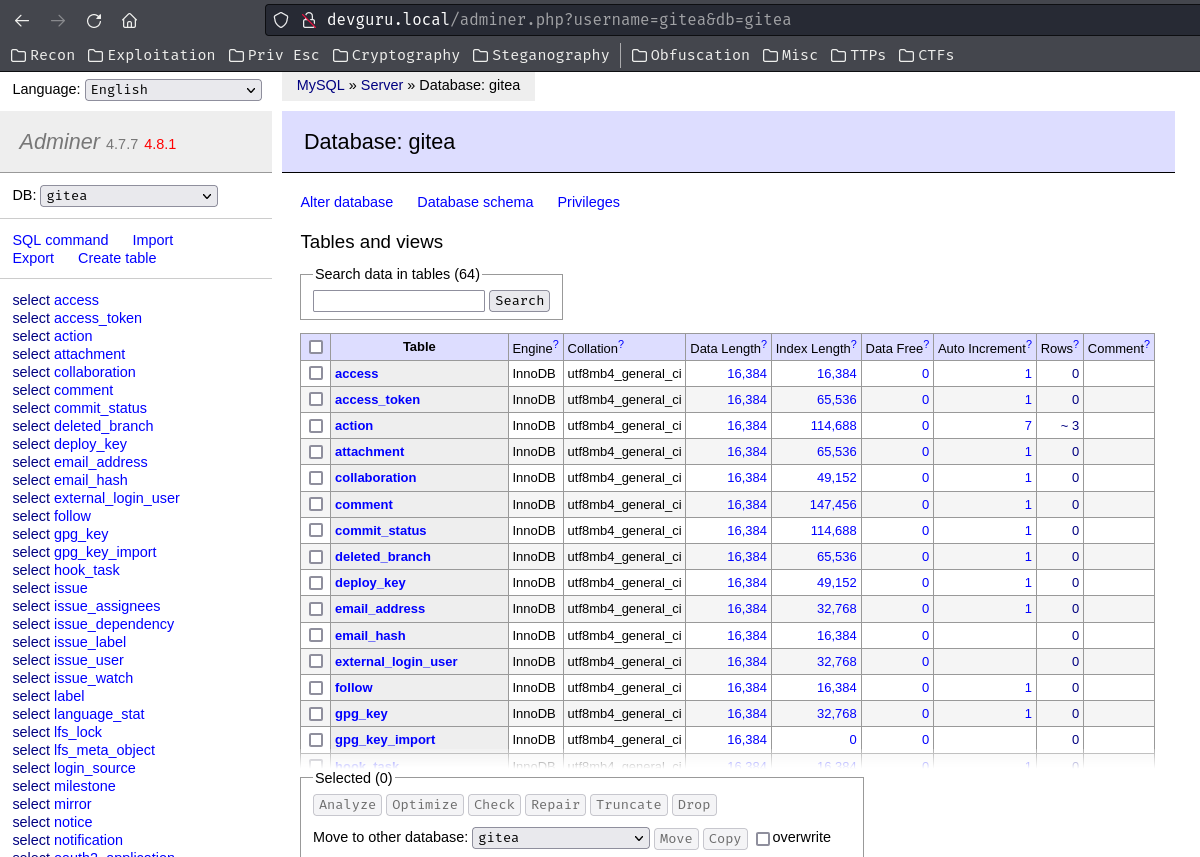 devguru.local/adminer.php?username=gitea&db=gitea
Recon Exploitation Priv Esc Cryptography Steganography Obfuscation Misc TTPs CTFs
Language: English
MySQL » Server » Database: gitea
Adminer 4.7.7 4.8.1
Database: gitea
DB: gitea
Alter database Database schema Privileges
SQL command Import
Export Create table
Tables and views
Search data in tables (64)
Search
select access
select access_token
select action
select attachment
select collaboration
select comment
select commit_status
select deleted_branch
select deploy_key
select email_address
select email_hash
select external_login_user
select follow
select gpg_key
select gpg_key_import
select hook_task
select issue
select issue_assignees
select issue_dependency
select issue_label
select issue_user
select issue_watch
select label
select language_stat
select lfs_lock
select lfs_meta_object
select login_source
select milestone
select mirror
select notice
select notification
select oauth2_application
Table Engine? Collation? Data Length? Index Length? Data Free? Auto Increment? Rows? Comment?
access InnoDB utf8mb4_general_ci 16,384 16,384 0 1 0
access_token InnoDB utf8mb4_general_ci 16,384 65,536 0 1 0
action InnoDB utf8mb4_general_ci 16,384 114,688 0 7 ~ 3
attachment InnoDB utf8mb4_general_ci 16,384 65,536 0 1 0
collaboration InnoDB utf8mb4_general_ci 16,384 49,152 0 1 0
comment InnoDB utf8mb4_general_ci 16,384 147,456 0 1 0
commit_status InnoDB utf8mb4_general_ci 16,384 114,688 0 1 0
deleted_branch InnoDB utf8mb4_general_ci 16,384 65,536 0 1 0
deploy_key InnoDB utf8mb4_general_ci 16,384 49,152 0 1 0
email_address InnoDB utf8mb4_general_ci 16,384 32,768 0 1 0
email_hash InnoDB utf8mb4_general_ci 16,384 16,384 0 0
external_login_user InnoDB utf8mb4_general_ci 16,384 32,768 0 0
follow InnoDB utf8mb4_general_ci 16,384 16,384 0 1 0
gpg_key InnoDB utf8mb4_general_ci 16,384 32,768 0 1 0
gpg_key_import InnoDB utf8mb4_general_ci 16,384 0 0 0
hook_task InnoDB utf8mb4_general_ci 16,384 16,384 0 1 0
Selected (0)
Analyze Optimize Check Repair Truncate Drop
Move to other database: gitea Move Copy overwrite